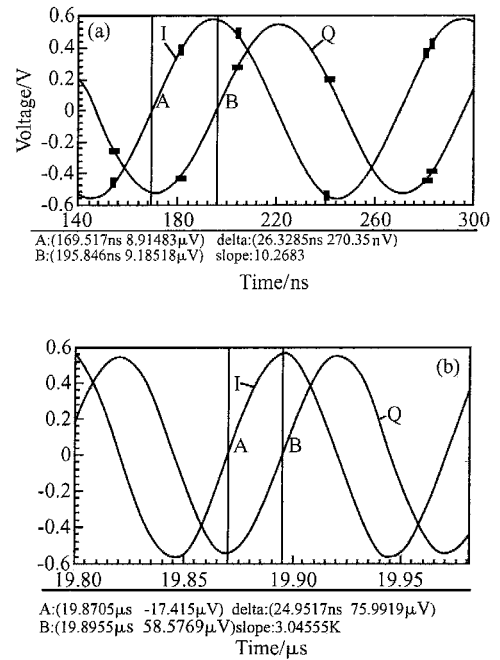 (a)
I
Q
A
B
Voltage/V
0.6
0.4
0.2
0
-0.2
-0.4
-0.6
140
180
220
260
300
A:(169.517ns 8.91483μV) delta:(26.3285ns 270.35nV)
B:(195.846ns 9.18518μV) slope:10.2683
Time/ns
(b)
I
Q
A
B
0.6
0.4
0.2
0
-0.2
-0.4
-0.6
19.80
19.85
19.90
19.95
A:(19.8705μs -17.415μV) delta:(24.9517ns 75.9919μV)
B:(19.8955μs 58.5769μV)slope:3.04555K
Time/μs